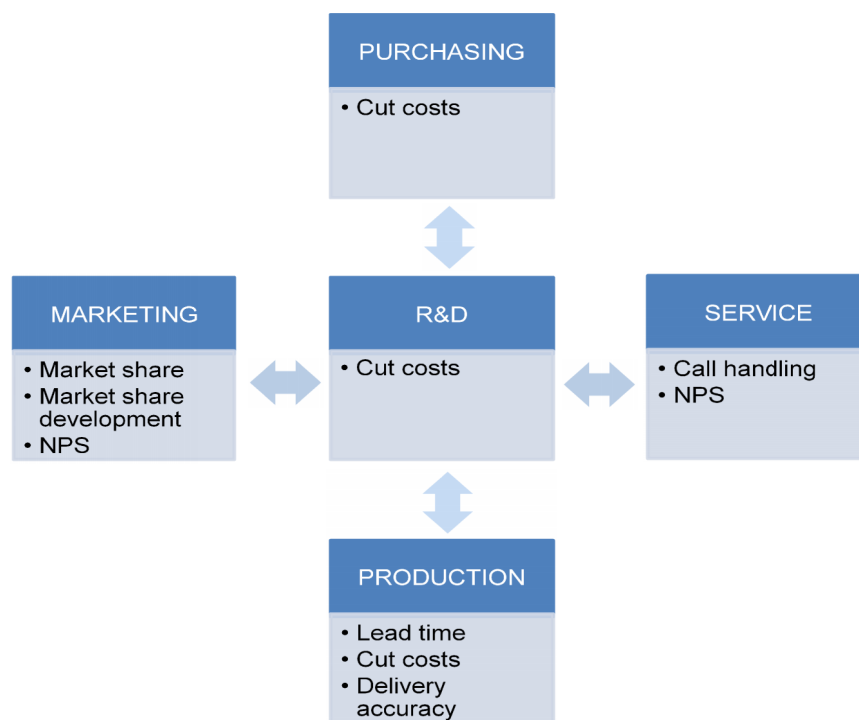 PURCHASING
• Cut costs
MARKETING
• Market share
• Market share
development
• NPS
R&D
• Cut costs
SERVICE
• Call handling
• NPS
PRODUCTION
• Lead time
• Cut costs
• Delivery
accuracy